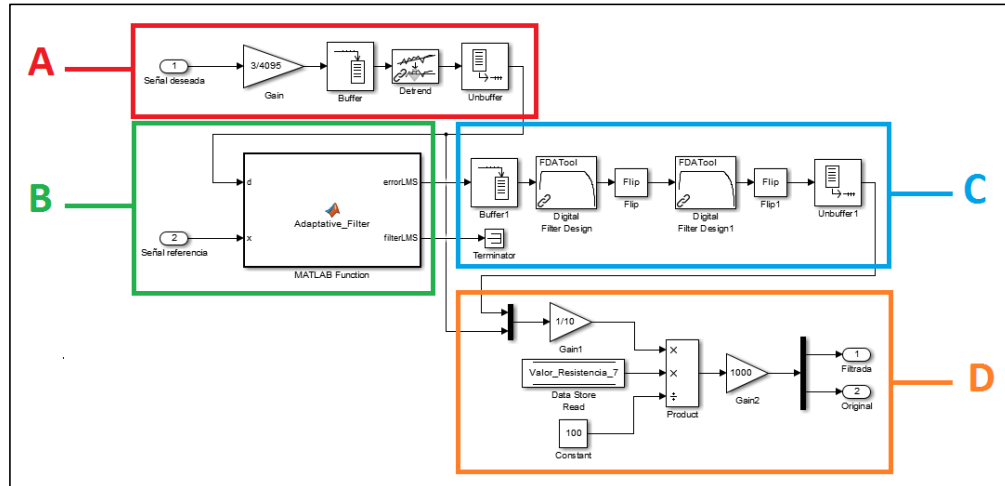 A
1
Señal deseada
3/4095
Gain
Buffer
Detrend
Unbuffer
B
d
x
2
Señal referencia
errorLMS
Adaptative_Filter
filterLMS
MATLAB Function
C
Buffer1
FDATool
Digital
Filter Design
Flip
Flip
FDATool
Digital
Filter Design1
Flip
Flip1
Unbuffer1
Terminator
D
1/10
Gain1
Valor_Resistencia_7
Data Store
Read
100
Constant
×
×
÷
Product
1000
Gain2
1
Filtrada
2
Original